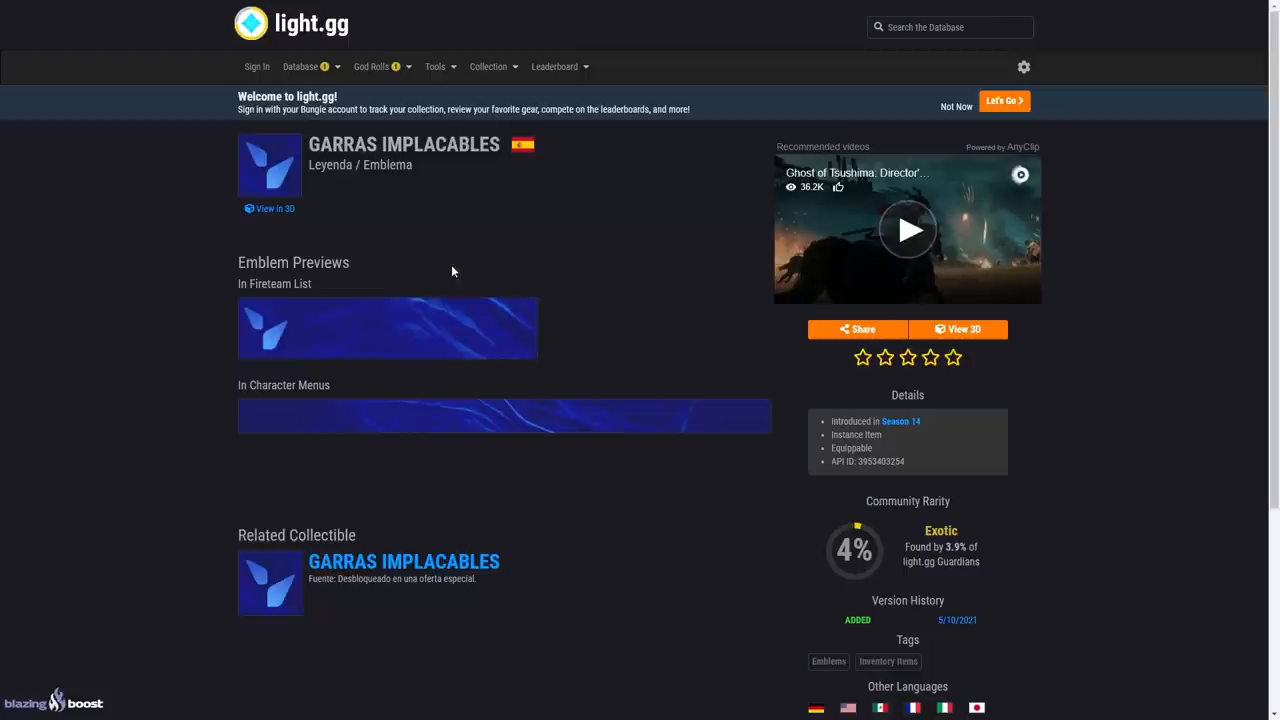 light.gg
Search the Database
Sign In
Database
God Rolls
Tools
Collection
Leaderboard
Welcome to light.gg!
Sign in with your Bungie account to track your collection, review your favorite gear, compete on the leaderboards, and more!
Not Now
Let's Go
GARRAS IMPLACABLES
Leyenda / Emblema
View in 3D
Recommended videos
Powered by AnyClip
Ghost of Tsushima: Director'...
36.2K
Emblem Previews
In Fireteam List
In Character Menus
Share
View 3D
Details
Introduced in Season 14
Instance Item
Equippable
API ID: 3953403254
Community Rarity
4%
Exotic
Found by 3.9% of
light.gg Guardians
Related Collectible
GARRAS IMPLACABLES
Fuente: Desbloqueado en una oferta especial.
Version History
ADDED
5/10/2021
Tags
Emblems
Inventory Items
Other Languages
blazing boost